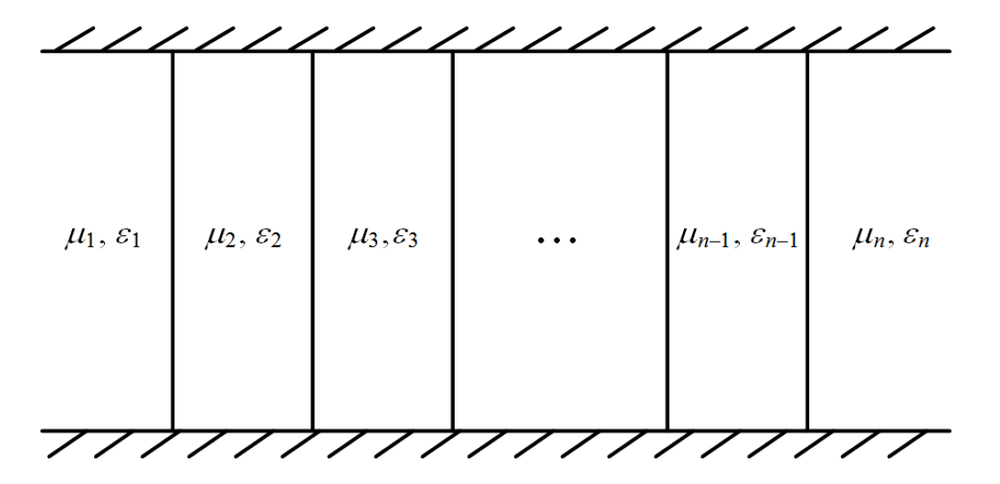 μ₁, ε₁ μ₂, ε₂ μ₃, ε₃ ... μₙ₋₁, εₙ₋₁ μₙ, εₙ